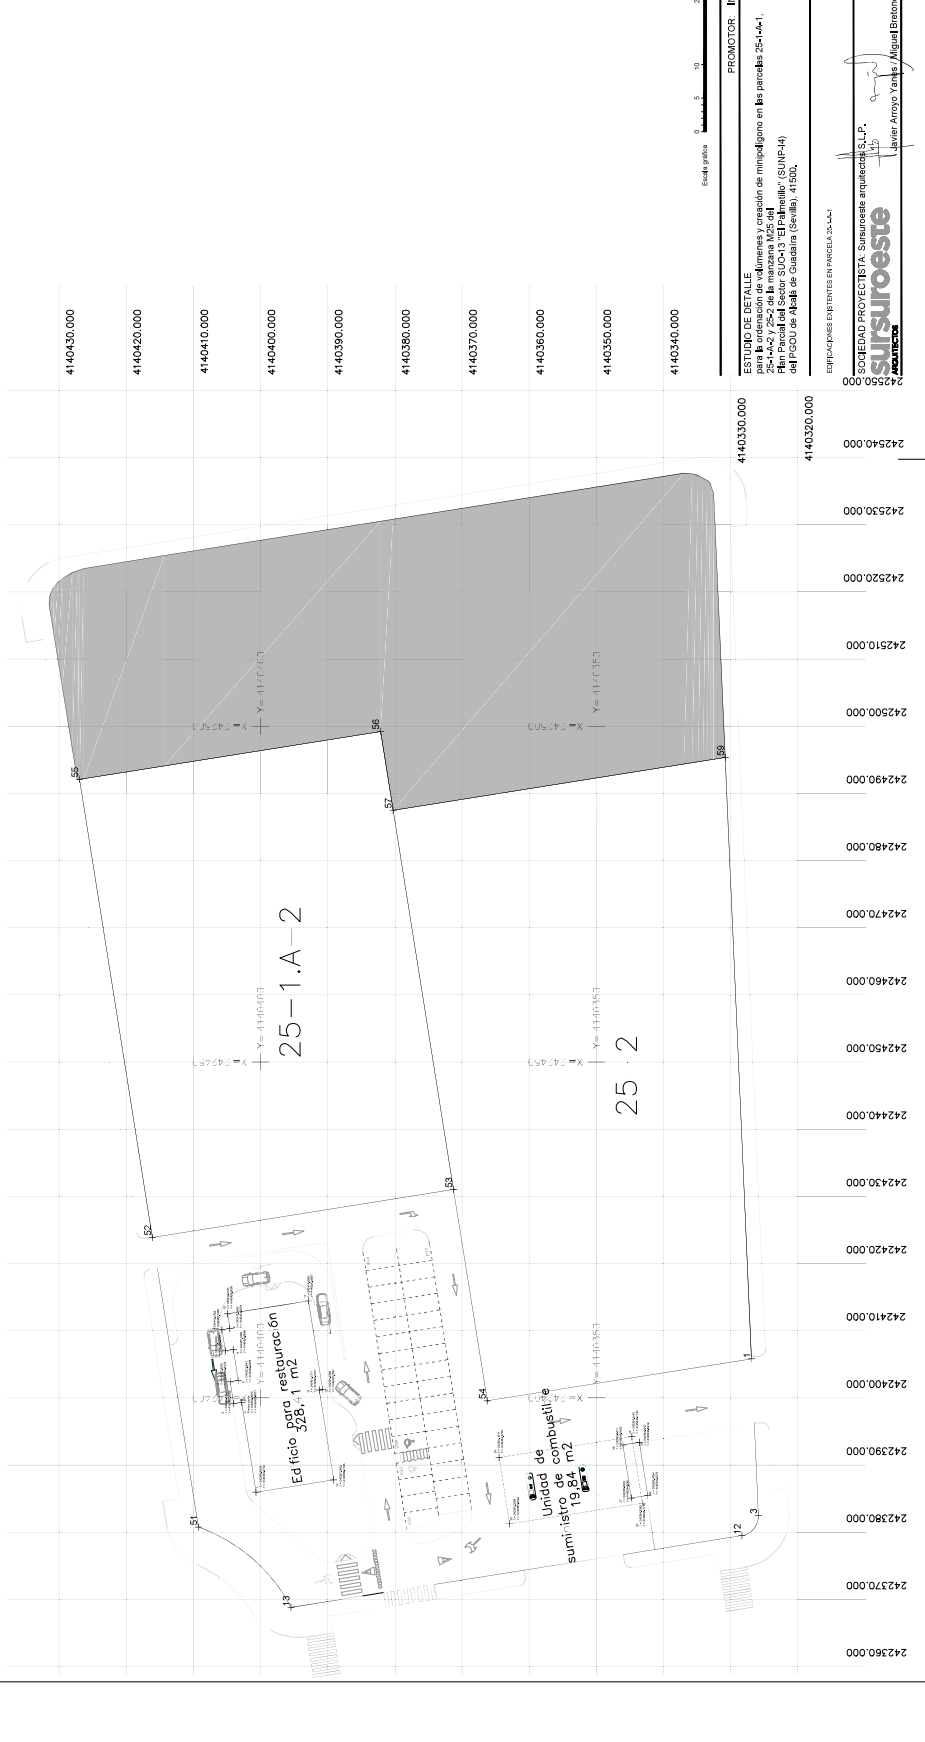 Escala gráfica
0 5 10
PROMOTOR:
ESTUDIO DE DETALLE
para la ordenación de volúmenes y creación de minipolígono en las parcelas 25-1-A-1,
25-1-A-2 y 25-2 de la manzana M25 del
Plan Parcial del Sector SUO-13 "El Palmetillo" (SUNP-I4)
del PGOU de Alcalá de Guadaíra (Sevilla), 41500.
EDIFICACIONES EXISTENTES EN PARCELA 25-1-A-1
SOCIEDAD PROYECTISTA: Sursuroeste arquitectos S.L.P.
sursuroeste
ARQUITECTOS
Javier Arroyo Yanes / Miguel Breton
4140430.000
4140420.000
4140410.000
4140400.000
4140390.000
4140380.000
4140370.000
4140360.000
4140350.000
4140340.000
4140330.000
4140320.000
242550.000
242540.000
242530.000
242520.000
242510.000
242500.000
242490.000
242480.000
242470.000
242460.000
242450.000
242440.000
242430.000
242420.000
242410.000
242400.000
242390.000
242380.000
242370.000
242360.000
55
56
57
59
25-1.A-2
25 2
52
53
54
1
51
13
12
3
Edificio para restauración
328,41 m2
Unidad de
suministro de combustible
19,84 m2